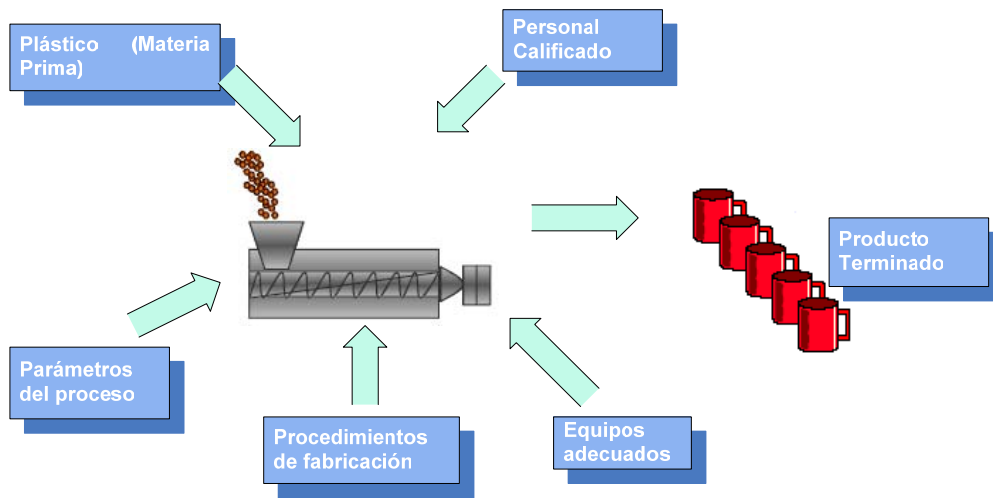 Plástico (Materia
Prima)
Personal
Calificado
Producto
Terminado
Parámetros
del proceso
Procedimientos
de fabricación
Equipos
adecuados